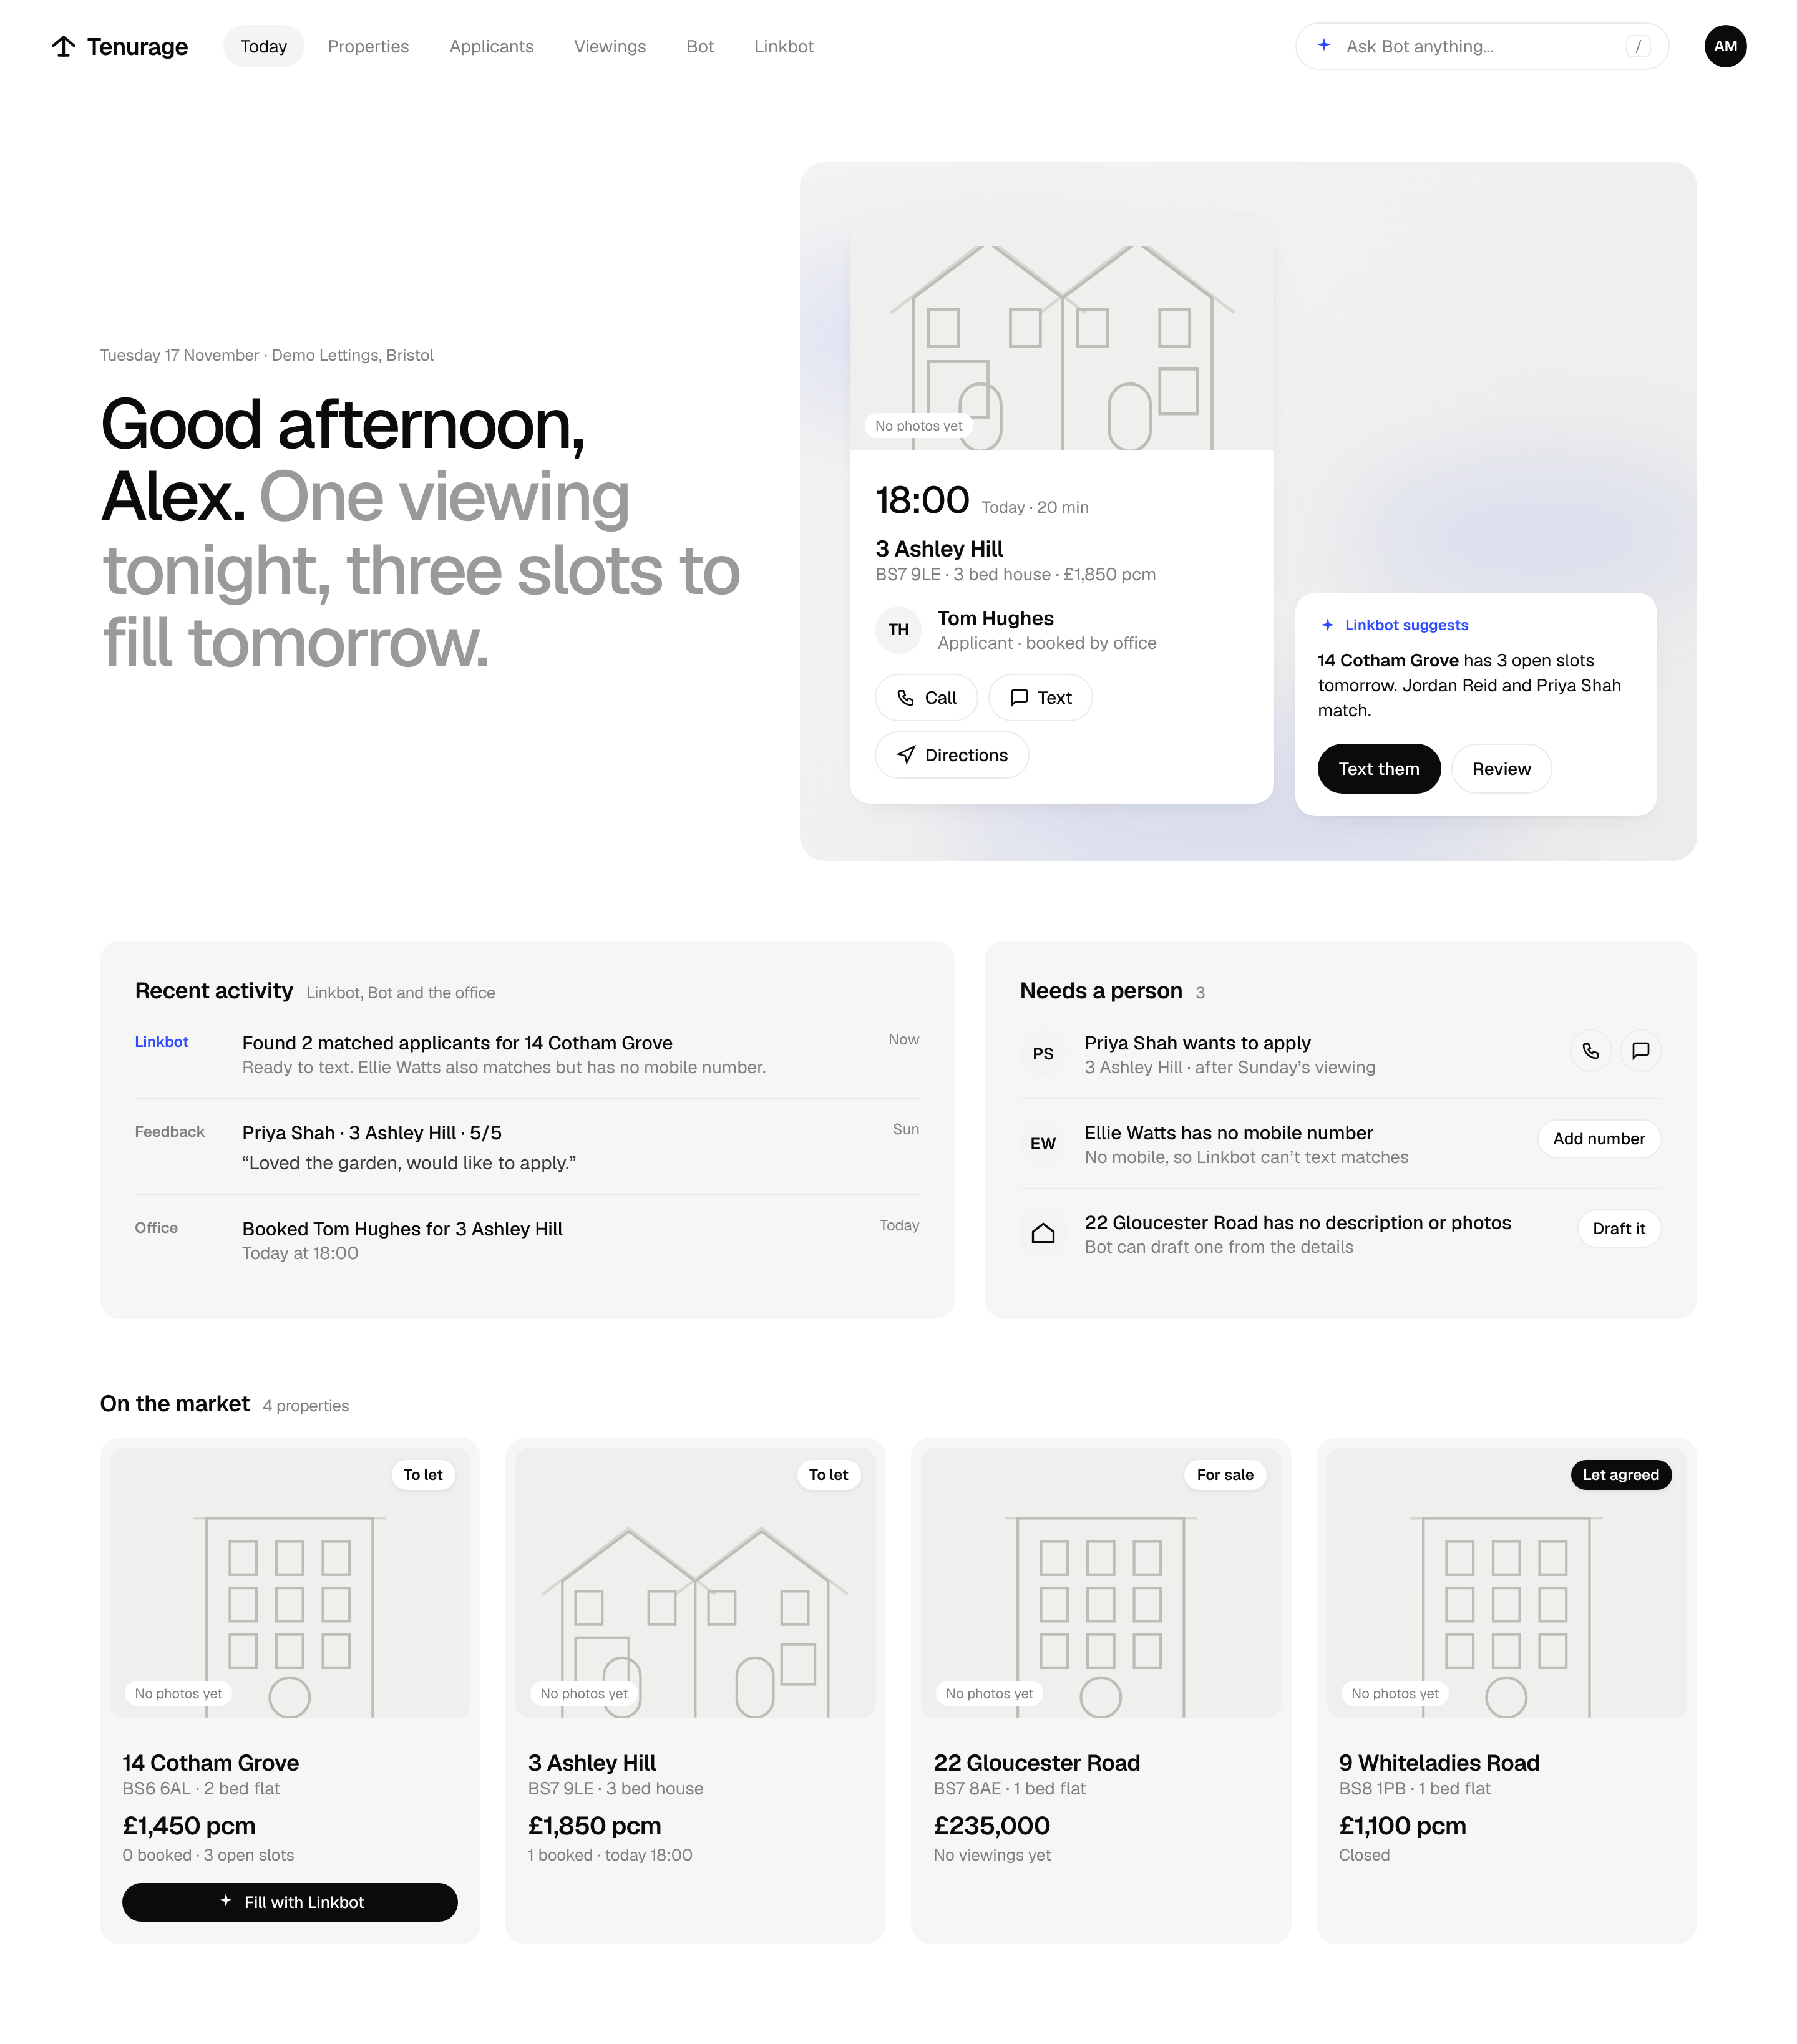 Tenurage
Today
Properties
Applicants
Viewings
Bot
Linkbot
Ask Bot anything...
/
AM
Tuesday 17 November · Demo Lettings, Bristol
Good afternoon,
Alex. One viewing
tonight, three slots to
fill tomorrow.
No photos yet
18:00 Today · 20 min
3 Ashley Hill
BS7 9LE · 3 bed house · £1,850 pcm
TH
Tom Hughes
Applicant · booked by office
Call
Text
Directions
Linkbot suggests
14 Cotham Grove has 3 open slots
tomorrow. Jordan Reid and Priya Shah
match.
Text them
Review
Recent activity Linkbot, Bot and the office
Linkbot
Found 2 matched applicants for 14 Cotham Grove
Now
Ready to text. Ellie Watts also matches but has no mobile number.
Feedback
Priya Shah · 3 Ashley Hill · 5/5
Sun
“Loved the garden, would like to apply.”
Office
Booked Tom Hughes for 3 Ashley Hill
Today
Today at 18:00
Needs a person 3
PS
Priya Shah wants to apply
3 Ashley Hill · after Sunday’s viewing
EW
Ellie Watts has no mobile number
No mobile, so Linkbot can’t text matches
Add number
22 Gloucester Road has no description or photos
Bot can draft one from the details
Draft it
On the market 4 properties
To let
No photos yet
14 Cotham Grove
BS6 6AL · 2 bed flat
£1,450 pcm
0 booked · 3 open slots
Fill with Linkbot
To let
No photos yet
3 Ashley Hill
BS7 9LE · 3 bed house
£1,850 pcm
1 booked · today 18:00
For sale
No photos yet
22 Gloucester Road
BS7 8AE · 1 bed flat
£235,000
No viewings yet
Let agreed
No photos yet
9 Whiteladies Road
BS8 1PB · 1 bed flat
£1,100 pcm
Closed